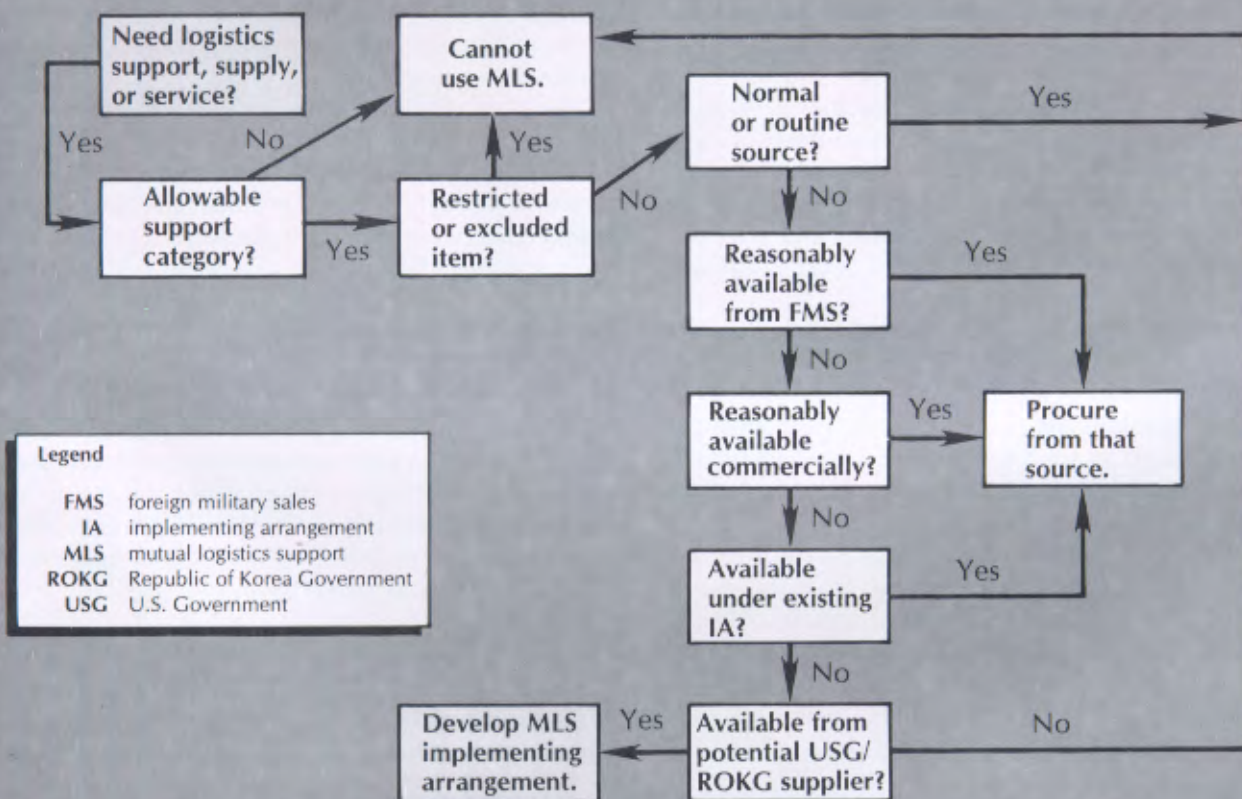 Need logistics
support, supply,
or service?
Yes
Allowable
support
category?
No
Yes
Cannot
use MLS.
Yes
Restricted
or excluded
item?
No
Normal
or routine
source?
Yes
No
Reasonably
available
from FMS?
Yes
No
Reasonably
available
commercially?
Yes
Procure
from that
source.
No
Available
under existing
IA?
Yes
No
Available from
potential USG/
ROKG supplier?
No
Yes
Develop MLS
implementing
arrangement.
Legend
FMS foreign military sales
IA implementing arrangement
MLS mutual logistics support
ROKG Republic of Korea Government
USG U.S. Government